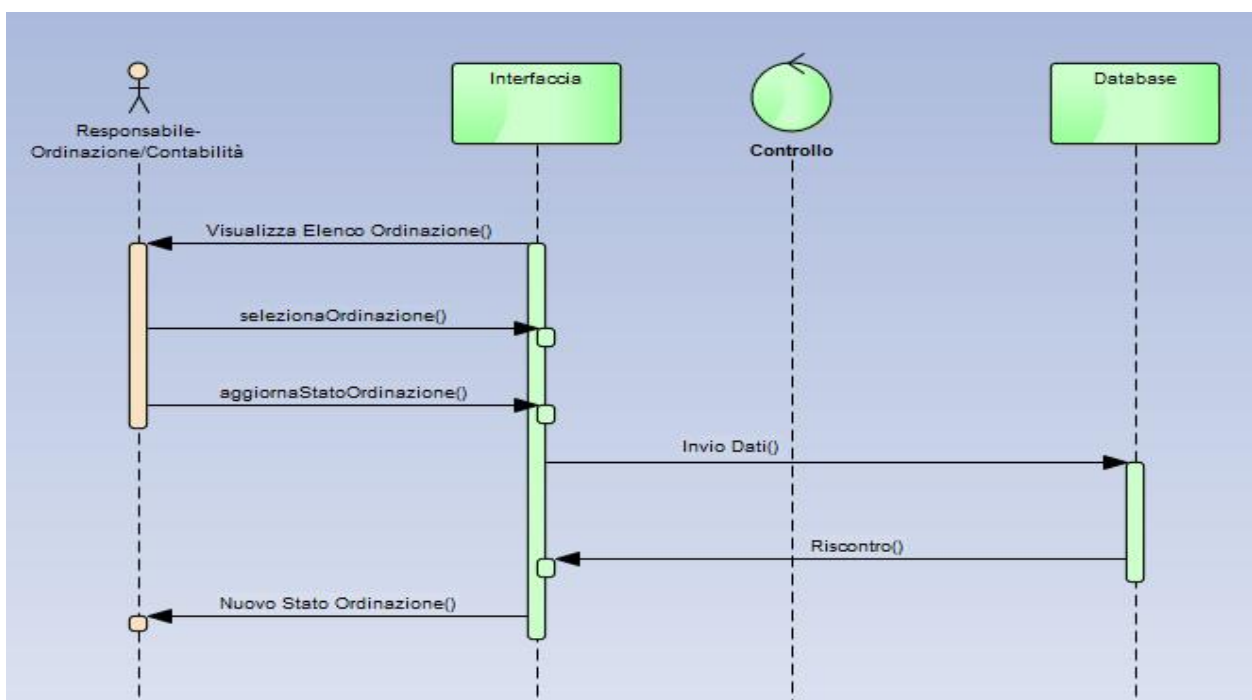 Interfaccia
Database
Responsabile-
Ordinazione/Contabilità
Controllo
Visualizza Elenco Ordinazione()
selezionaOrdinazione()
aggiornaStatoOrdinazione()
Invio Dati()
Riscontro()
Nuovo Stato Ordinazione()